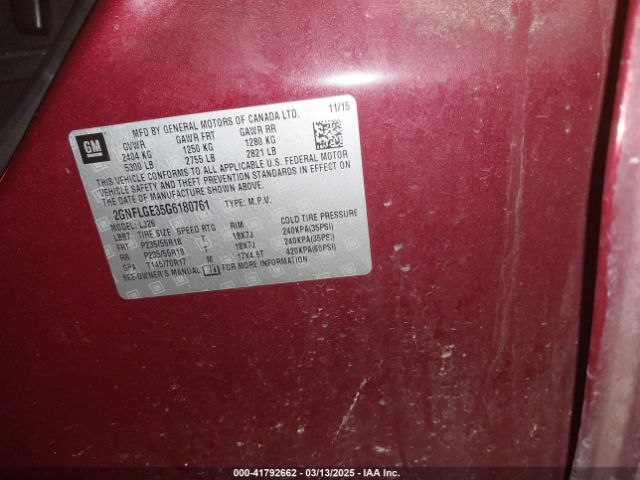 GM
MFD BY GENERAL MOTORS OF CANADA LTD. 11/15
GVWR GAWR FRT GAWR RR
2404 KG 1250 KG 1280 KG
5300 LB 2755 LB 2821 LB
THIS VEHICLE CONFORMS TO ALL APPLICABLE U.S. FEDERAL MOTOR
VEHICLE SAFETY AND THEFT PREVENTION STANDARDS IN EFFECT ON
THE DATE OF MANUFACTURE SHOWN ABOVE.
2GNFLGE35G6180761 TYPE: M.P.V.
MODEL: LJ26
LB87 TIRE SIZE SPEED RTG RIM COLD TIRE PRESSURE
FRT P235/55R18 T 18X7J 240KPA(35PSI)
RR P235/55R18 T 18X7J 240KPA(35PSI)
SPA T145/70R17 M 17X4.5T 420KPA(60PSI)
SEE OWNER'S MANUAL FOR MORE INFORMATION
000-41792662 — 03/13/2025 — IAA Inc.